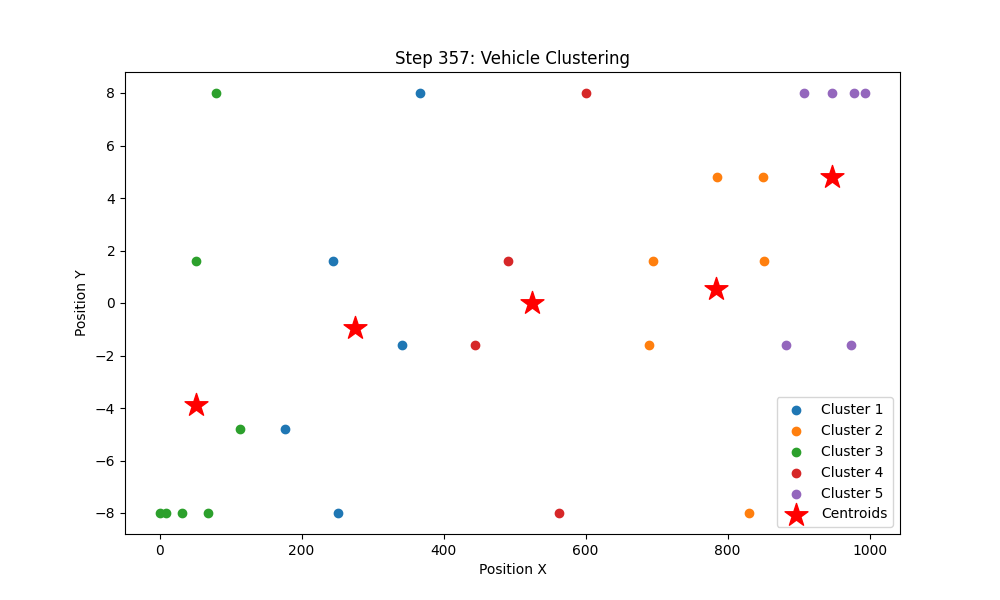 Step 357: Vehicle Clustering
8
6
4
2
0
−2
−4
−6
−8
Position Y
0 200 400 600 800 1000
Position X
Cluster 1
Cluster 2
Cluster 3
Cluster 4
Cluster 5
Centroids